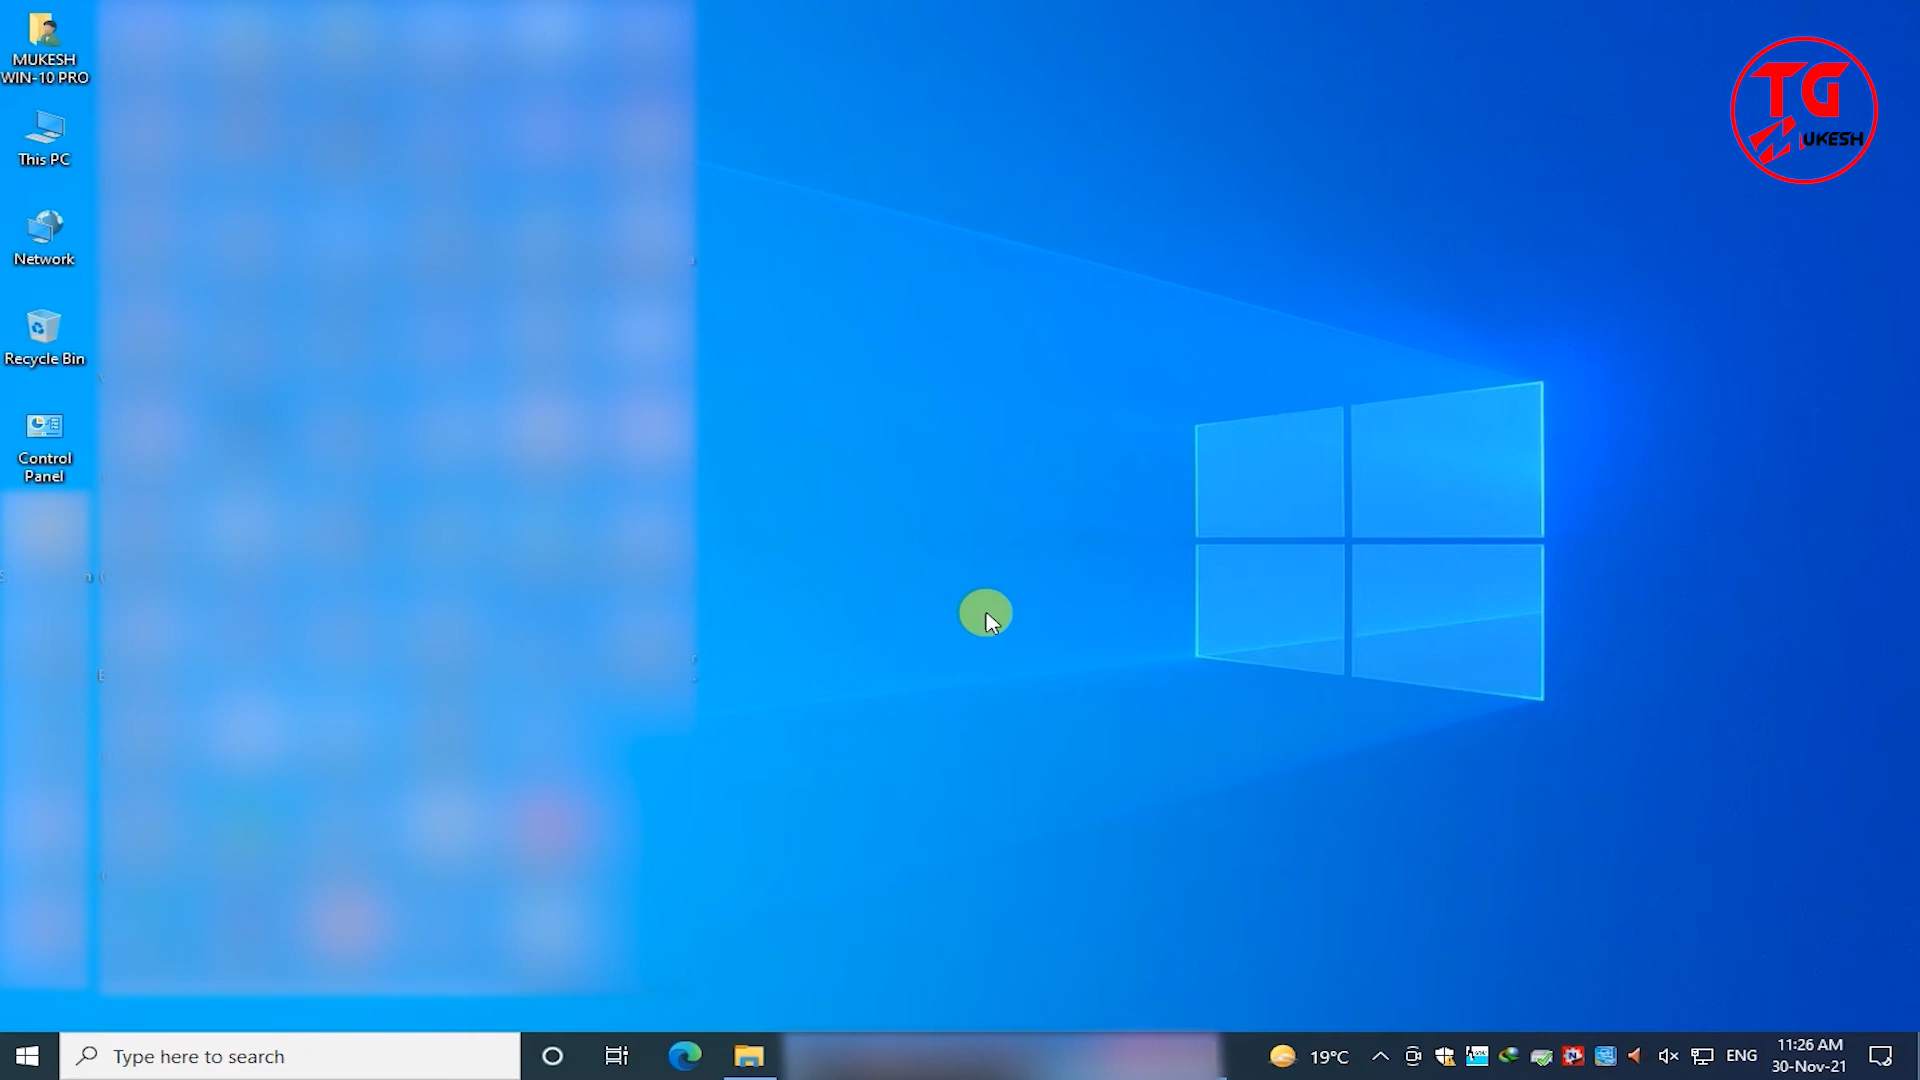 MUKESH
WIN-10 PRO
This PC
Network
Recycle Bin
Control
Panel
TG
MUKESH
Type here to search
19°C
ENG
11:26 AM
30-Nov-21